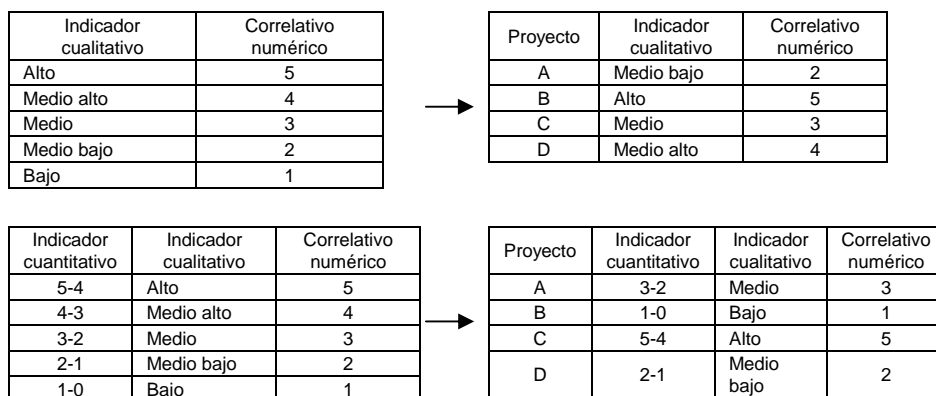 Indicador cualitativo Correlativo numérico
Alto 5
Medio alto 4
Medio 3
Medio bajo 2
Bajo 1
Proyecto Indicador cualitativo Correlativo numérico
A Medio bajo 2
B Alto 5
C Medio 3
D Medio alto 4
Indicador cuantitativo Indicador cualitativo Correlativo numérico
5-4 Alto 5
4-3 Medio alto 4
3-2 Medio 3
2-1 Medio bajo 2
1-0 Bajo 1
Proyecto Indicador cuantitativo Indicador cualitativo Correlativo numérico
A 3-2 Medio 3
B 1-0 Bajo 1
C 5-4 Alto 5
D 2-1 Medio bajo 2